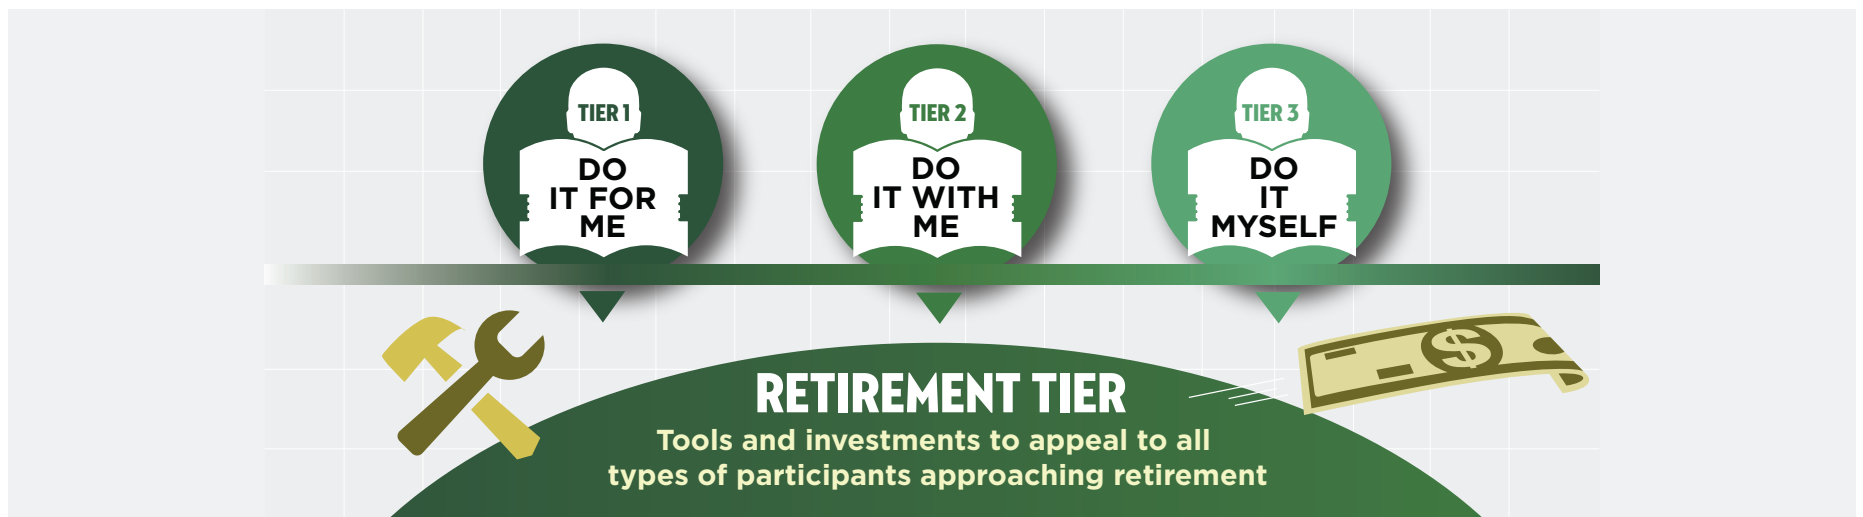 TIER 1
DO
IT FOR
ME
TIER 2
DO
IT WITH
ME
TIER 3
DO
IT
MYSELF
$
RETIREMENT TIER
Tools and investments to appeal to all
types of participants approaching retirement